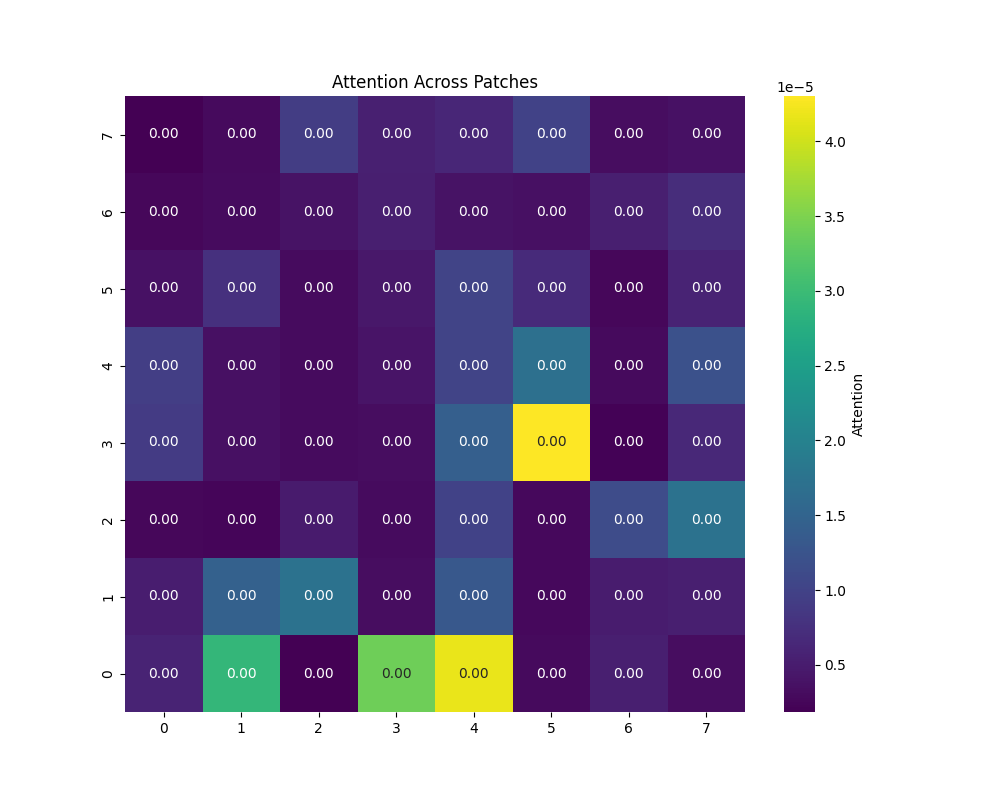 Attention Across Patches
1e−5
7 0.00 0.00 0.00 0.00 0.00 0.00 0.00 0.00
4.0
6 0.00 0.00 0.00 0.00 0.00 0.00 0.00 0.00
3.5
5 0.00 0.00 0.00 0.00 0.00 0.00 0.00 0.00
3.0
4 0.00 0.00 0.00 0.00 0.00 0.00 0.00 0.00
2.5
Attention
3 0.00 0.00 0.00 0.00 0.00 0.00 0.00 0.00
2.0
2 0.00 0.00 0.00 0.00 0.00 0.00 0.00 0.00
1.5
1 0.00 0.00 0.00 0.00 0.00 0.00 0.00 0.00
1.0
0 0.00 0.00 0.00 0.00 0.00 0.00 0.00 0.00
0.5
0 1 2 3 4 5 6 7